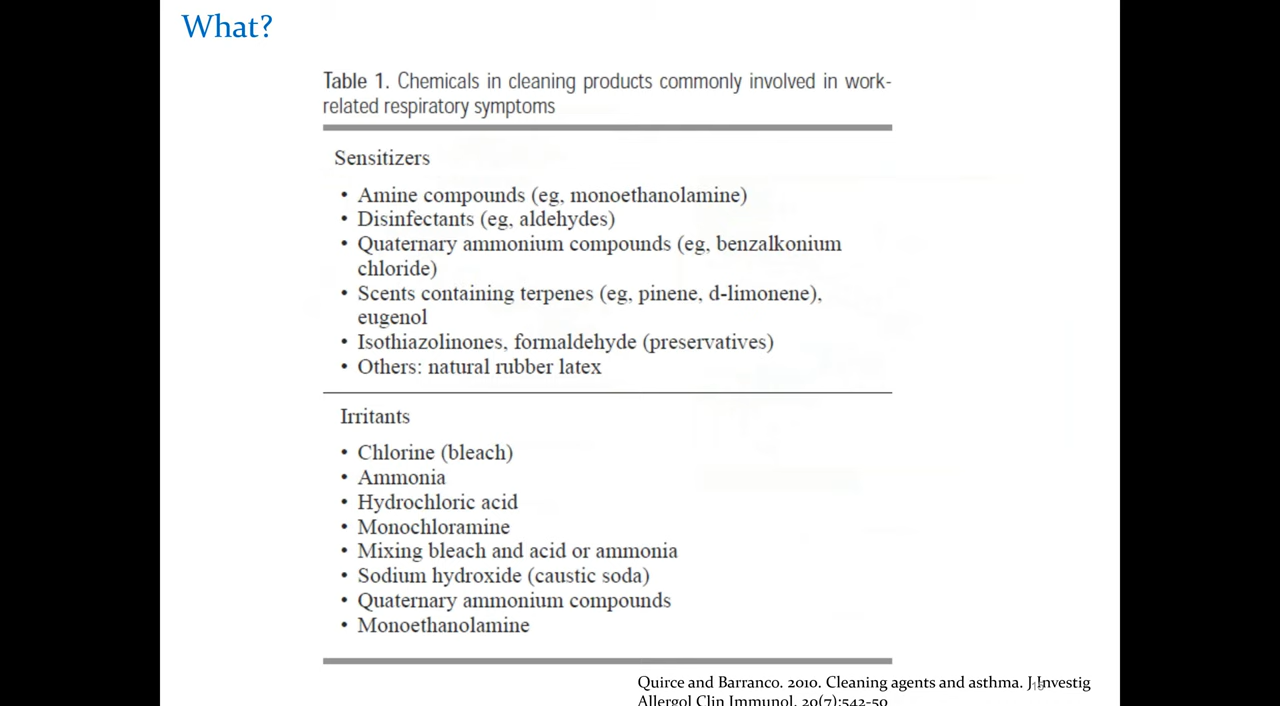 What?
Table 1. Chemicals in cleaning products commonly involved in work-
related respiratory symptoms
Sensitizers
• Amine compounds (eg, monoethanolamine)
• Disinfectants (eg, aldehydes)
• Quaternary ammonium compounds (eg, benzalkonium
chloride)
• Scents containing terpenes (eg, pinene, d-limonene),
eugenol
• Isothiazolinones, formaldehyde (preservatives)
• Others: natural rubber latex
Irritants
• Chlorine (bleach)
• Ammonia
• Hydrochloric acid
• Monochloramine
• Mixing bleach and acid or ammonia
• Sodium hydroxide (caustic soda)
• Quaternary ammonium compounds
• Monoethanolamine
Quirce and Barranco. 2010. Cleaning agents and asthma. J Investig
Allergol Clin Immunol. 20(7):542-50